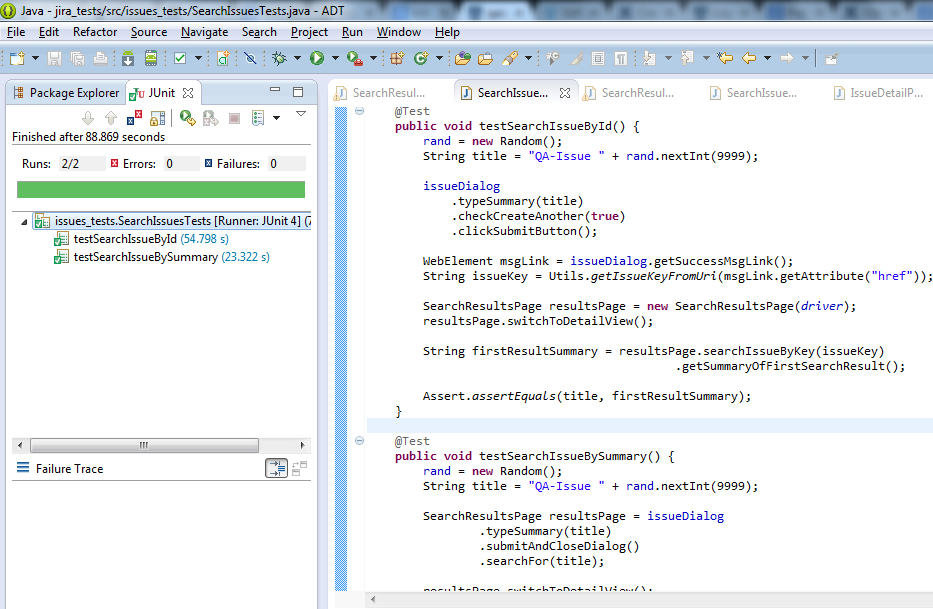 Java - jira_tests/src/issues_tests/SearchIssuesTests.java - ADT
File Edit Refactor Source Navigate Search Project Run Window Help
Package Explorer JUnit
SearchResul... SearchIssue... SearchResul... SearchIssue... IssueDetailP...
Finished after 88.869 seconds
Runs: 2/2 Errors: 0 Failures: 0
issues_tests.SearchIssuesTests [Runner: JUnit 4] (7
testSearchIssueById (54.798 s)
testSearchIssueBySummary (23.322 s)
Failure Trace
@Test
public void testSearchIssueById() {
rand = new Random();
String title = "QA-Issue " + rand.nextInt(9999);
issueDialog
.typeSummary(title)
.checkCreateAnother(true)
.clickSubmitButton();
WebElement msgLink = issueDialog.getSuccessMsgLink();
String issueKey = Utils.getIssueKeyFromUri(msgLink.getAttribute("href"));
SearchResultsPage resultsPage = new SearchResultsPage(driver);
resultsPage.switchToDetailView();
String firstResultSummary = resultsPage.searchIssueByKey(issueKey)
.getSummaryOfFirstSearchResult();
Assert.assertEquals(title, firstResultSummary);
}
@Test
public void testSearchIssueBySummary() {
rand = new Random();
String title = "QA-Issue " + rand.nextInt(9999);
SearchResultsPage resultsPage = issueDialog
.typeSummary(title)
.submitAndCloseDialog()
.searchFor(title);
resultsPage.switchToDetailView();